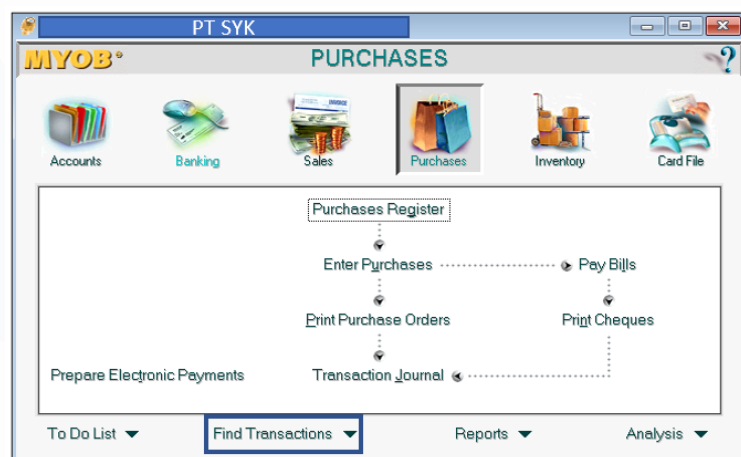 PT SYK
MYOB PURCHASES ?
Accounts Banking Sales Purchases Inventory Card File
Purchases Register
Enter Purchases Pay Bills
Print Purchase Orders Print Cheques
Prepare Electronic Payments Transaction Journal
To Do List Find Transactions Reports Analysis